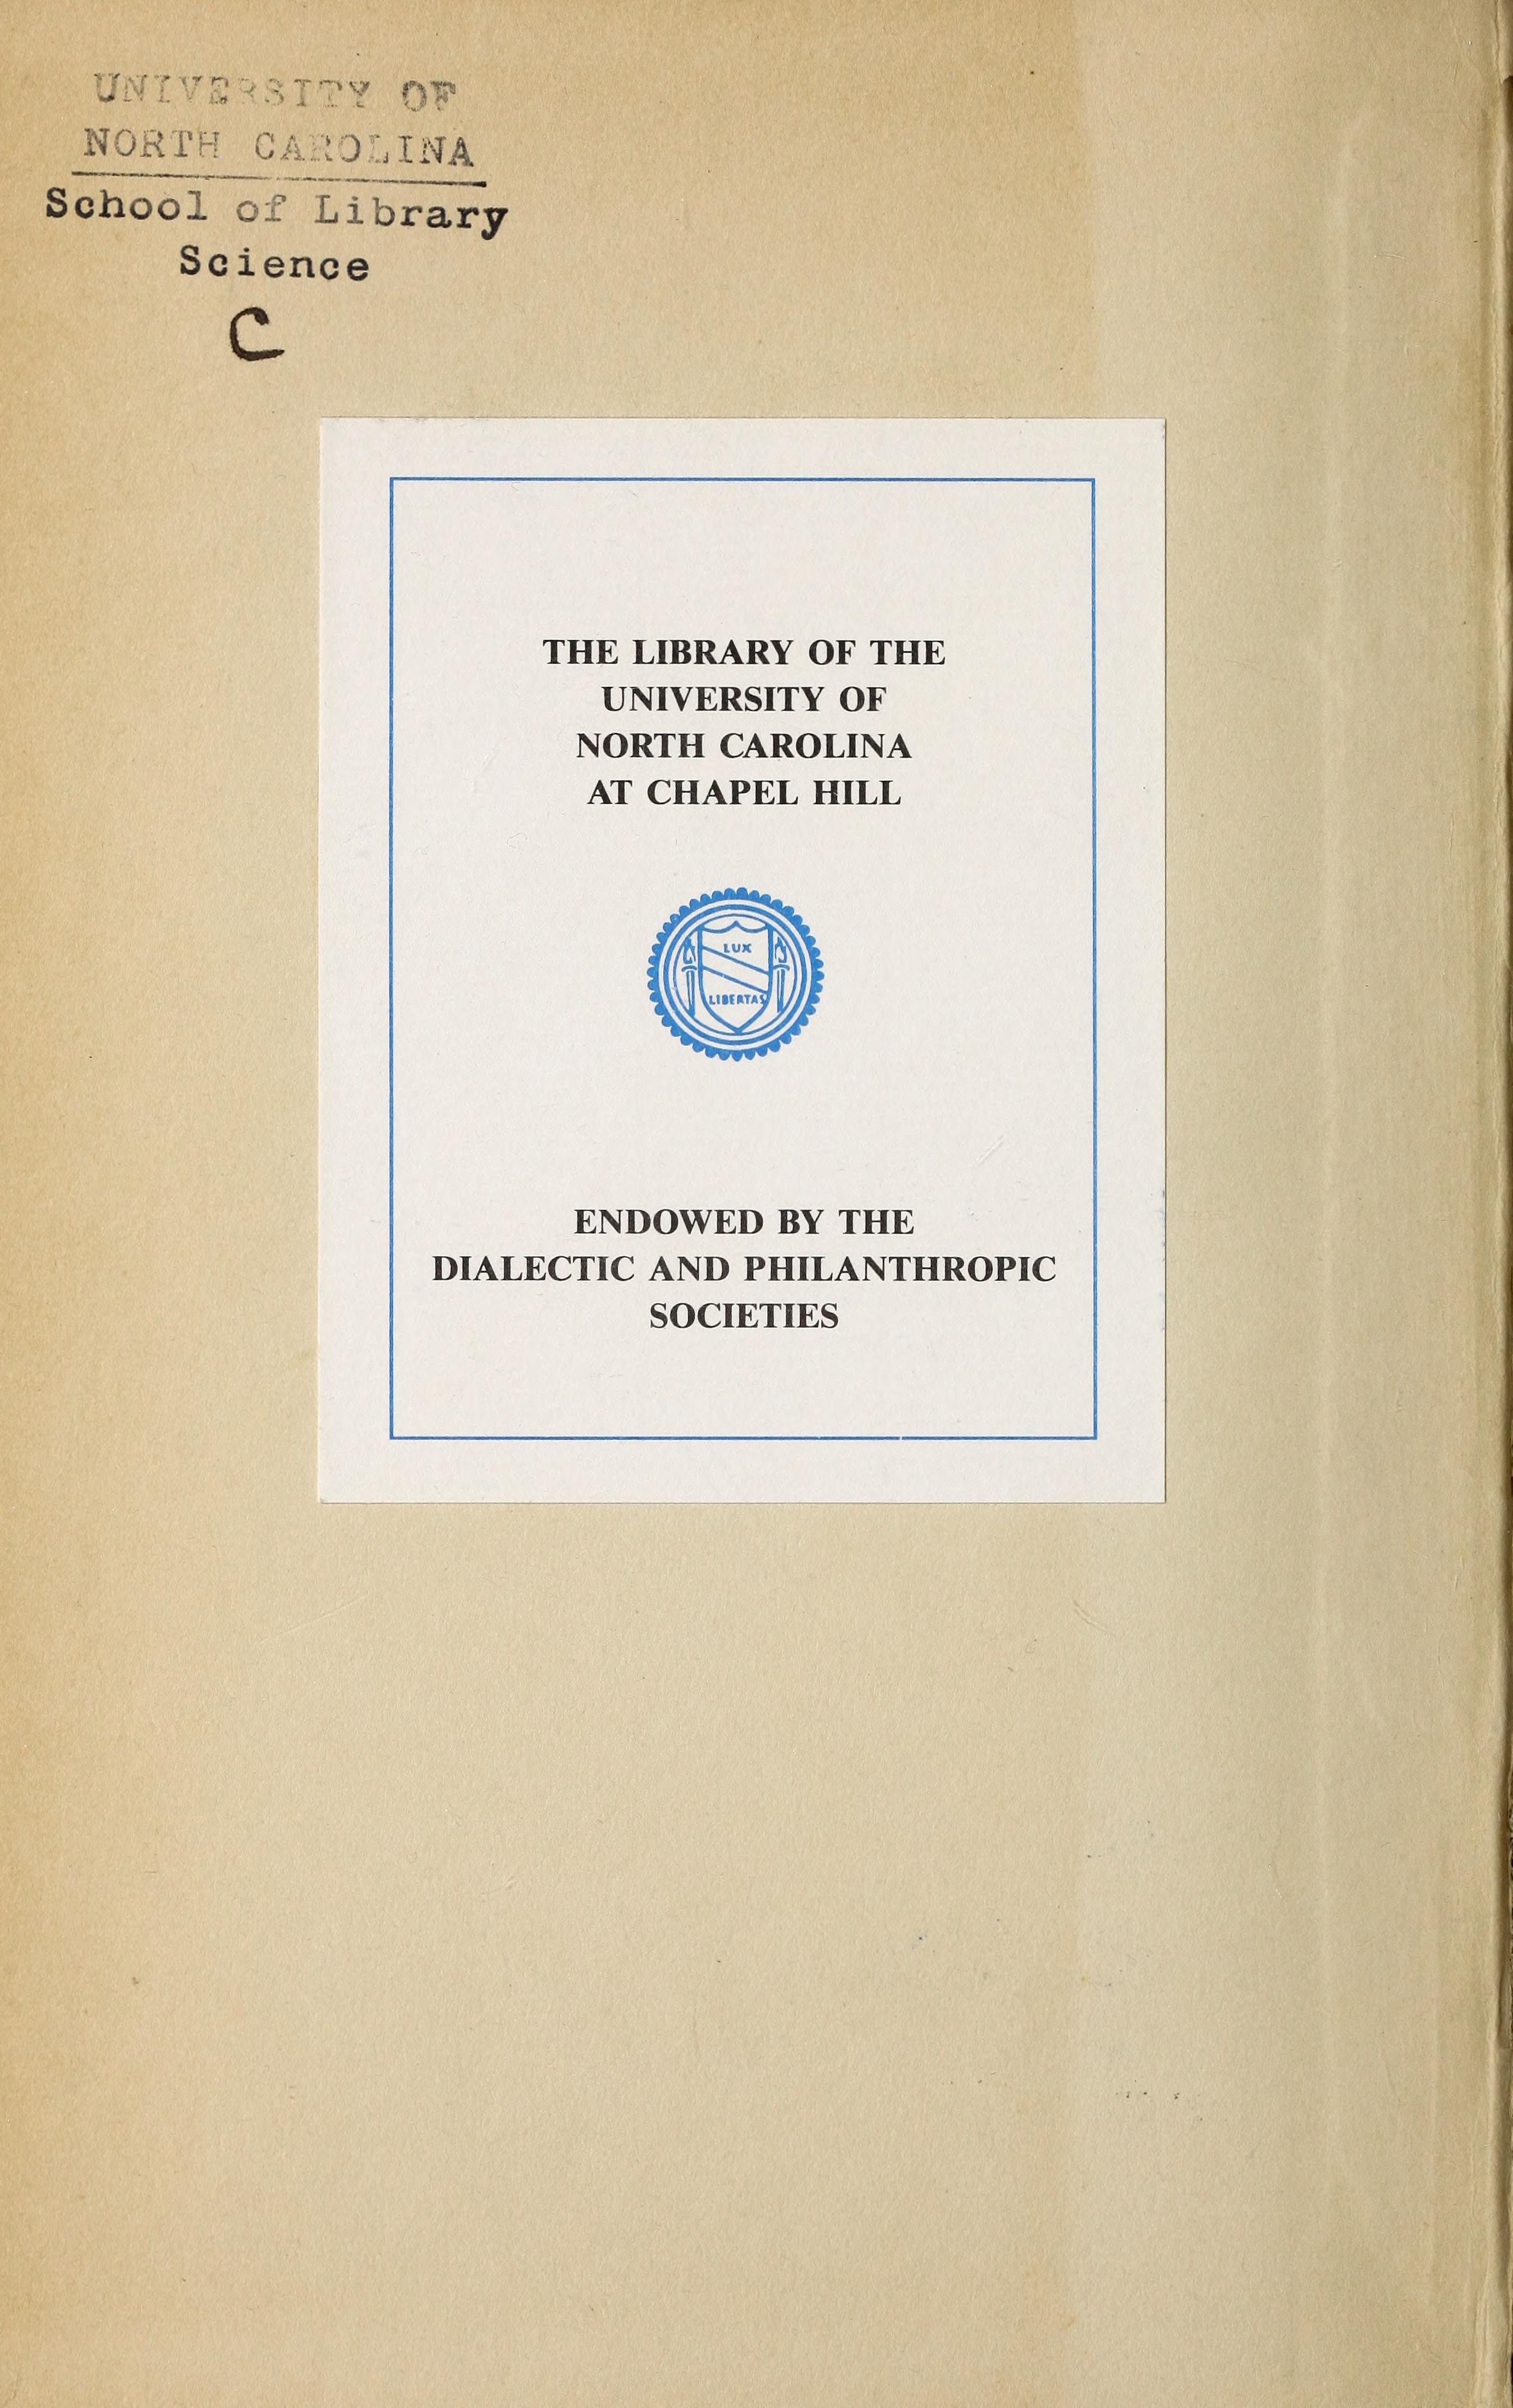 UNIVERSITY OF
NORTH CAROLINA
School of Library
Science
C
THE LIBRARY OF THE
UNIVERSITY OF
NORTH CAROLINA
AT CHAPEL HILL
LUX
LIBERTAS
ENDOWED BY THE
DIALECTIC AND PHILANTHROPIC
SOCIETIES